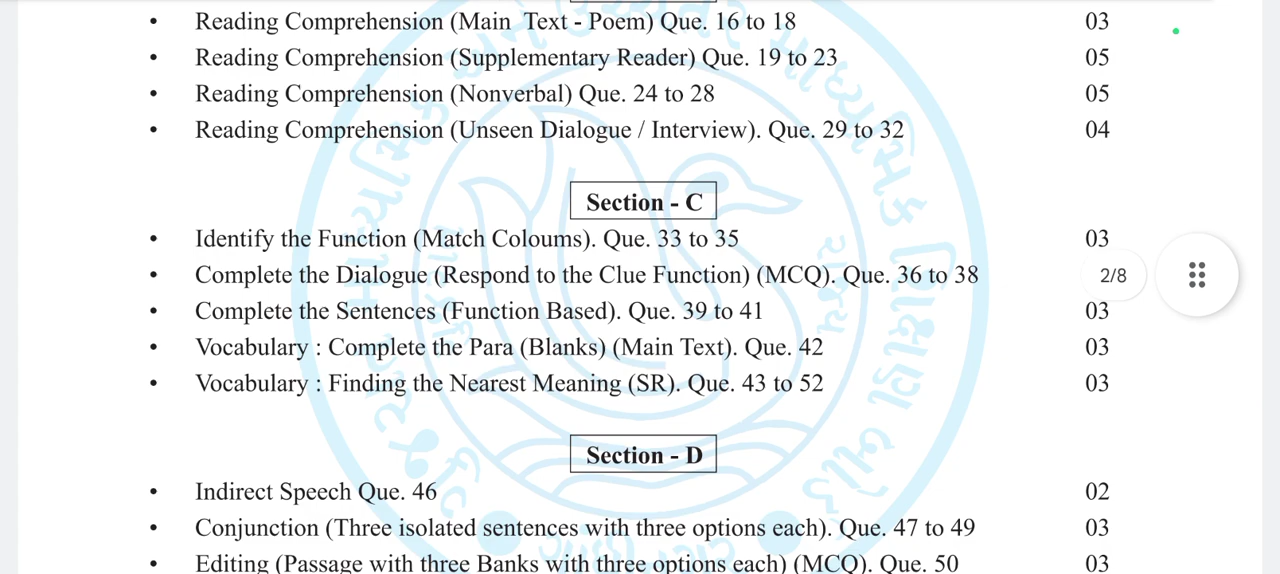 • Reading Comprehension (Main Text - Poem) Que. 16 to 18 03
• Reading Comprehension (Supplementary Reader) Que. 19 to 23 05
• Reading Comprehension (Nonverbal) Que. 24 to 28 05
• Reading Comprehension (Unseen Dialogue / Interview). Que. 29 to 32 04
Section - C
• Identify the Function (Match Coloums). Que. 33 to 35 03
• Complete the Dialogue (Respond to the Clue Function) (MCQ). Que. 36 to 38
2/8
• Complete the Sentences (Function Based). Que. 39 to 41 03
• Vocabulary : Complete the Para (Blanks) (Main Text). Que. 42 03
• Vocabulary : Finding the Nearest Meaning (SR). Que. 43 to 52 03
Section - D
• Indirect Speech Que. 46 02
• Conjunction (Three isolated sentences with three options each). Que. 47 to 49 03
• Editing (Passage with three Banks with three options each) (MCQ). Que. 50 03